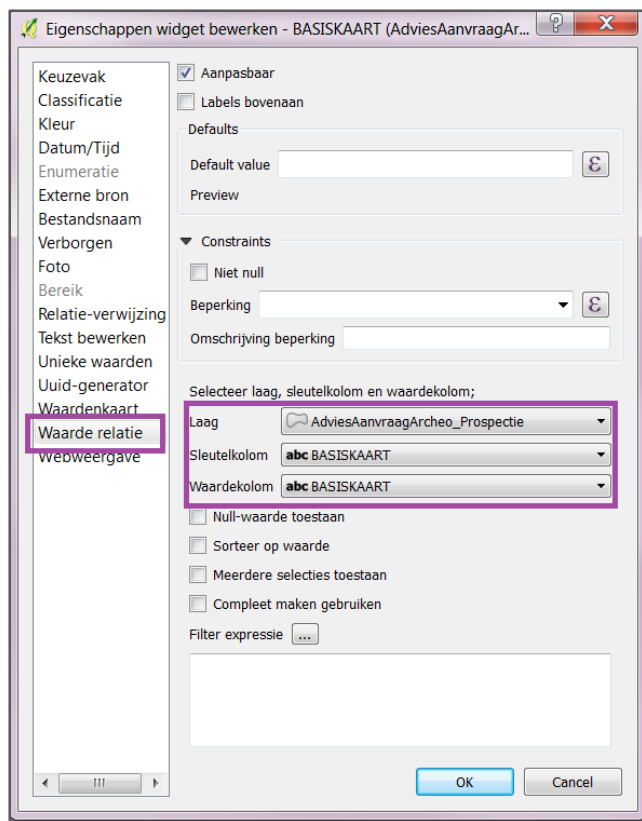 Eigenschappen widget bewerken - BASISKAART (AdviesAanvraagAr...
Keuzevak
Classificatie
Kleur
Datum/Tijd
Enumeratie
Externe bron
Bestandsnaam
Verborgen
Foto
Bereik
Relatie-verwijzing
Tekst bewerken
Unieke waarden
Uuid-generator
Waardenkaart
Waarde relatie
Webweergave
Aanpasbaar
Labels bovenaan
Defaults
Default value ε
Preview
Constraints
Niet null
Beperking ε
Omschrijving beperking
Selecteer laag, sleutelkolom en waardekolom;
Laag AdviesAanvraagArcheo_Prospectie
Sleutelkolom abc BASISKAART
Waardekolom abc BASISKAART
Null-waarde toestaan
Sorteer op waarde
Meerdere selecties toestaan
Compleet maken gebruiken
Filter expressie ...
OK Cancel